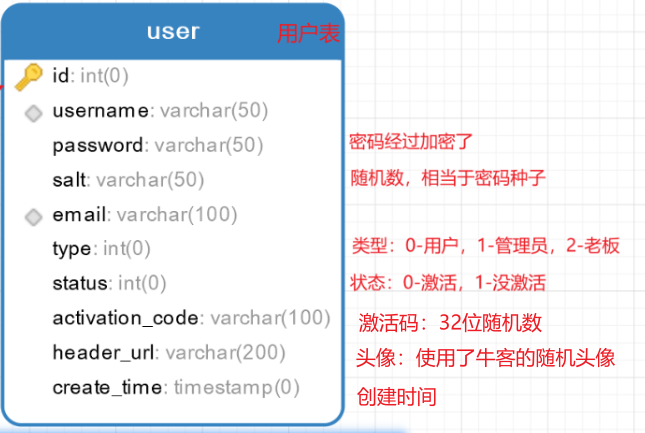 user 用户表
id: int(0)
username: varchar(50)
password: varchar(50) 密码经过加密了
salt: varchar(50) 随机数，相当于密码种子
email: varchar(100)
type: int(0) 类型：0-用户，1-管理员，2-老板
status: int(0) 状态：0-激活，1-没激活
activation_code: varchar(100) 激活码：32位随机数
header_url: varchar(200) 头像：使用了牛客的随机头像
create_time: timestamp(0) 创建时间